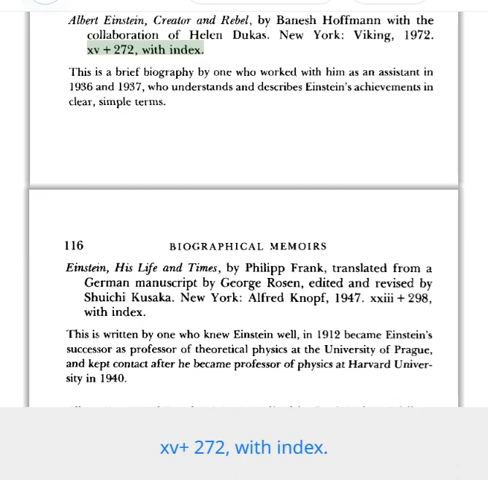 Albert Einstein, Creator and Rebel, by Banesh Hoffmann with the
collaboration of Helen Dukas. New York: Viking, 1972.
xv + 272, with index.
This is a brief biography by one who worked with him as an assistant in
1936 and 1937, who understands and describes Einstein's achievements in
clear, simple terms.
116 BIOGRAPHICAL MEMOIRS
Einstein, His Life and Times, by Philipp Frank, translated from a
German manuscript by George Rosen, edited and revised by
Shuichi Kusaka. New York: Alfred Knopf, 1947. xxiii + 298,
with index.
This is written by one who knew Einstein well, in 1912 became Einstein's
successor as professor of theoretical physics at the University of Prague,
and kept contact after he became professor of physics at Harvard Univer-
sity in 1940.
xv+ 272, with index.